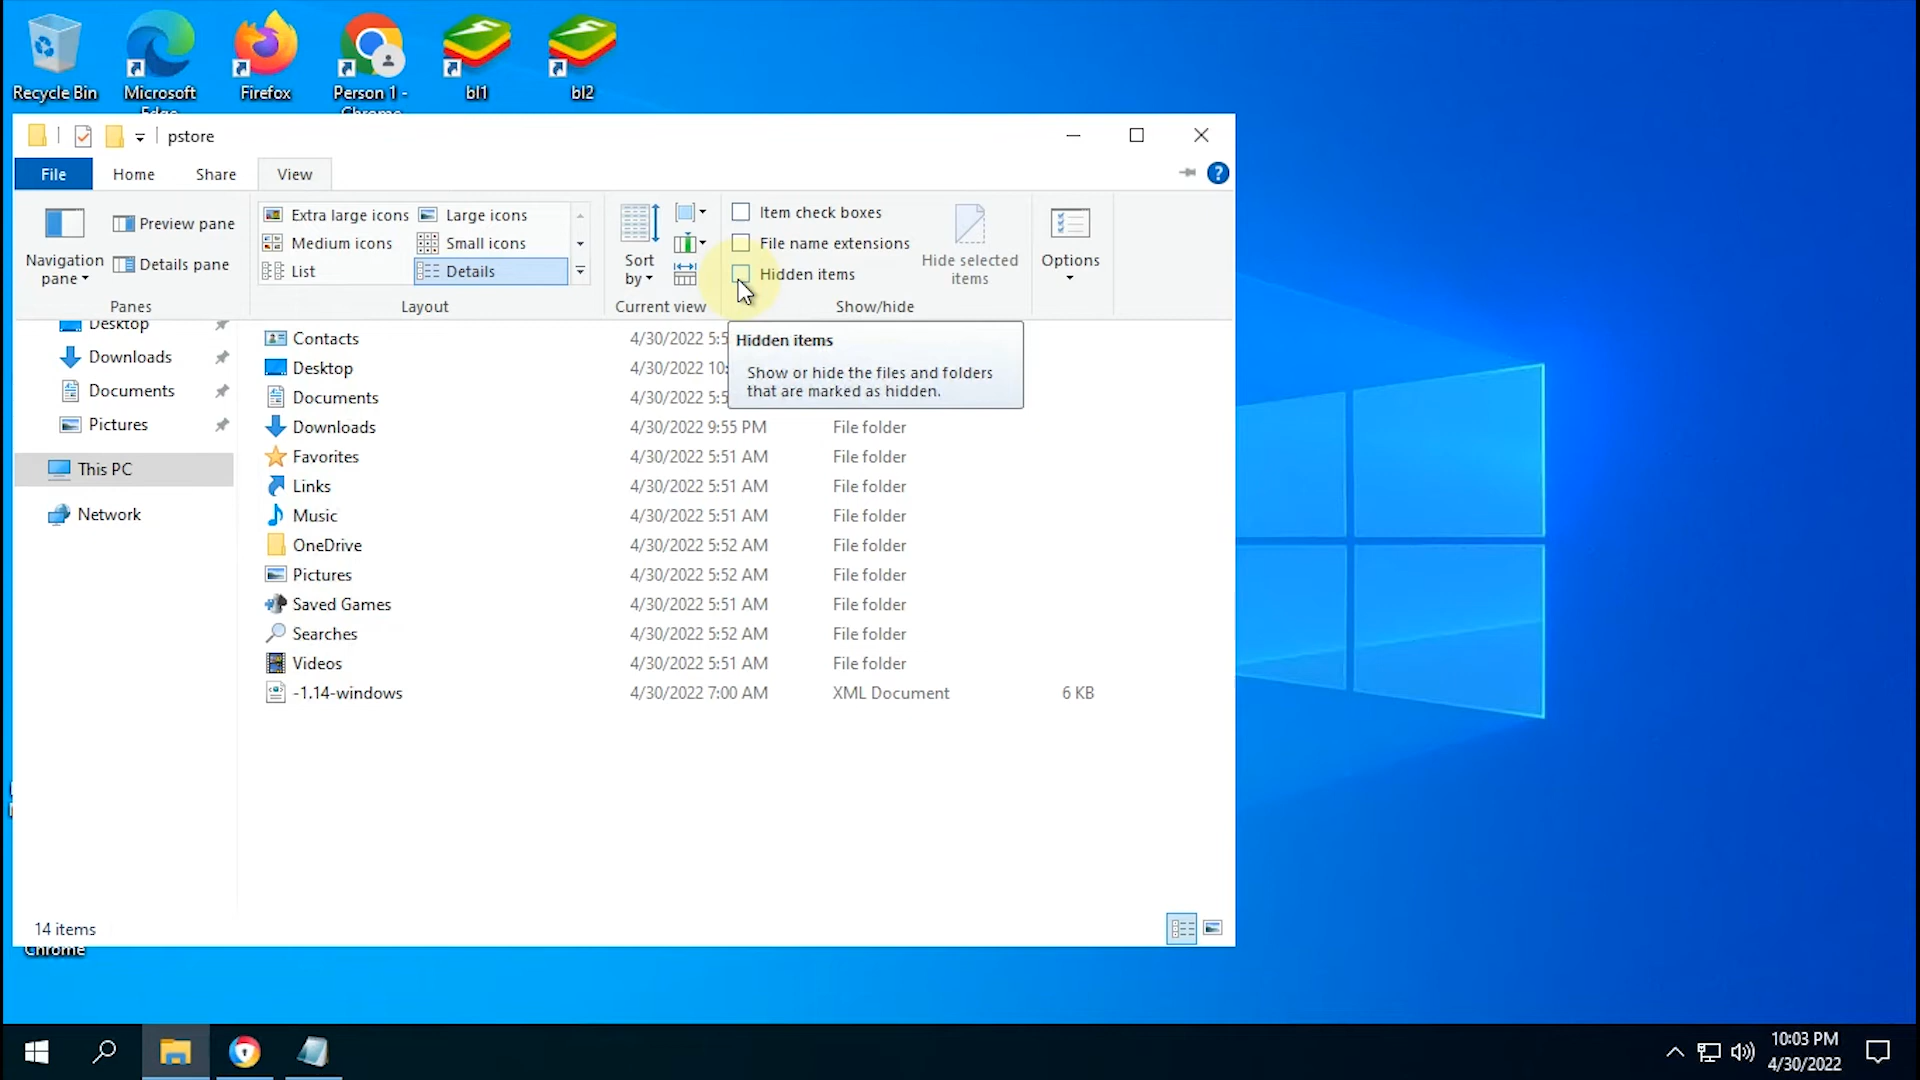 Recycle Bin
Microsoft
Edge
Firefox
Person 1 -
Chrome
bl1
bl2
pstore
File
Home
Share
View
Navigation
pane
Preview pane
Details pane
Panes
Extra large icons
Large icons
Medium icons
Small icons
List
Details
Layout
Sort
by
Current view
Item check boxes
File name extensions
Hidden items
Hide selected
items
Show/hide
Options
Hidden items
Show or hide the files and folders
that are marked as hidden.
Desktop
Downloads
Documents
Pictures
This PC
Network
Contacts 4/30/2022 5:5
Desktop 4/30/2022 10:
Documents 4/30/2022 5:5
Downloads 4/30/2022 9:55 PM File folder
Favorites 4/30/2022 5:51 AM File folder
Links 4/30/2022 5:51 AM File folder
Music 4/30/2022 5:51 AM File folder
OneDrive 4/30/2022 5:52 AM File folder
Pictures 4/30/2022 5:52 AM File folder
Saved Games 4/30/2022 5:51 AM File folder
Searches 4/30/2022 5:52 AM File folder
Videos 4/30/2022 5:51 AM File folder
-1.14-windows 4/30/2022 7:00 AM XML Document 6 KB
14 items
Chrome
10:03 PM
4/30/2022